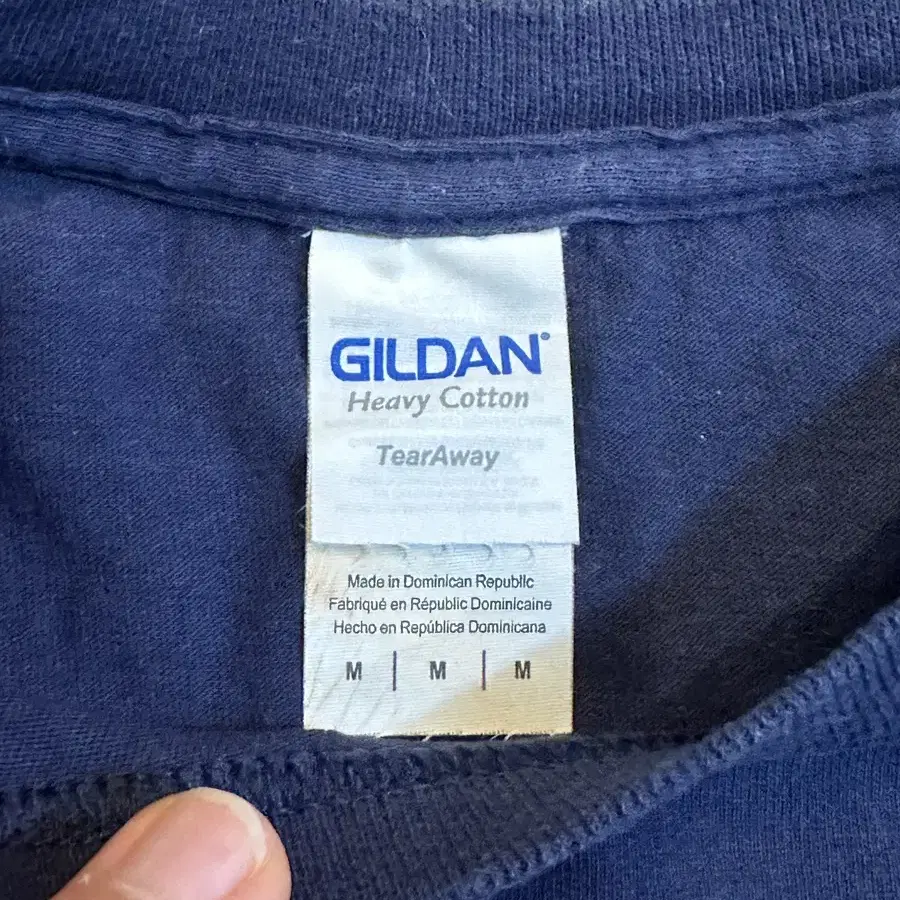 GILDAN®
Heavy Cotton
TearAway
Made in Dominican Republic
Fabriqué en Républic Dominicaine
Hecho en República Dominicana
M | M | M